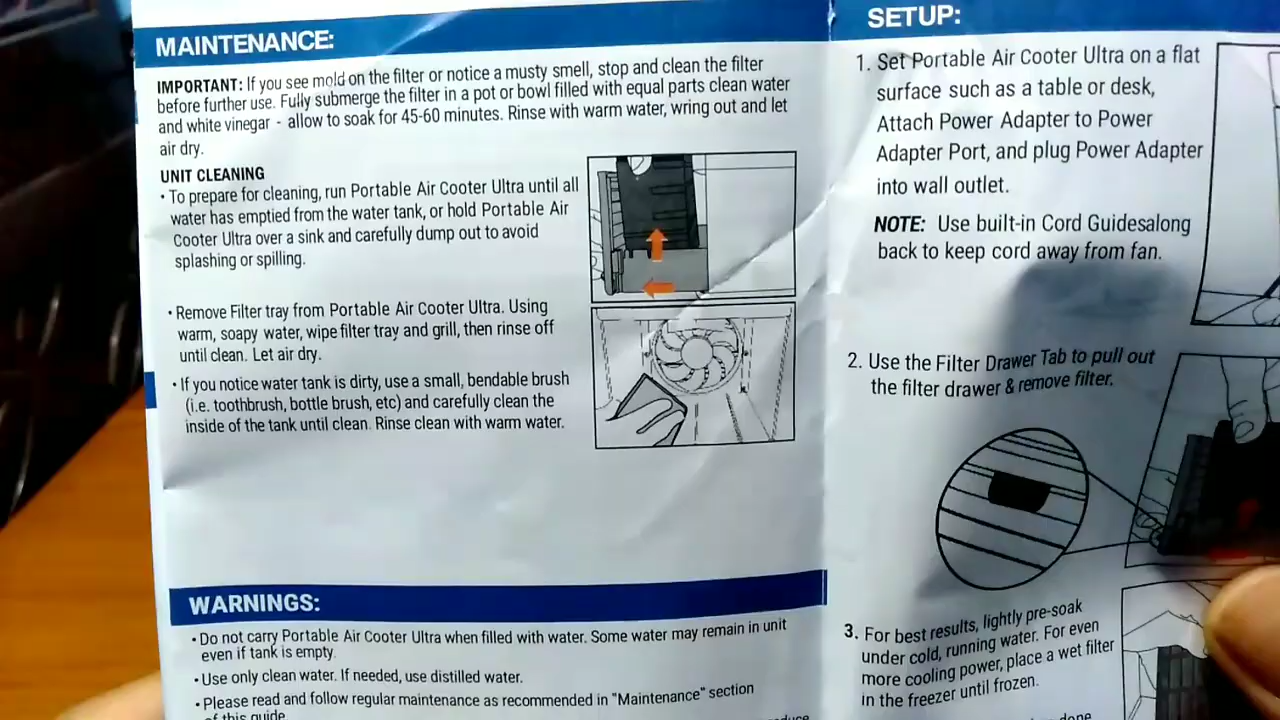 MAINTENANCE:
IMPORTANT: If you see mold on the filter or notice a musty smell, stop and clean the filter
before further use. Fully submerge the filter in a pot or bowl filled with equal parts clean water
and white vinegar - allow to soak for 45-60 minutes. Rinse with warm water, wring out and let
air dry.
UNIT CLEANING
• To prepare for cleaning, run Portable Air Cooter Ultra until all
water has emptied from the water tank, or hold Portable Air
Cooter Ultra over a sink and carefully dump out to avoid
splashing or spilling.
• Remove Filter tray from Portable Air Cooter Ultra. Using
warm, soapy water, wipe filter tray and grill, then rinse off
until clean. Let air dry.
• If you notice water tank is dirty, use a small, bendable brush
(i.e. toothbrush, bottle brush, etc) and carefully clean the
inside of the tank until clean. Rinse clean with warm water.
WARNINGS:
• Do not carry Portable Air Cooter Ultra when filled with water. Some water may remain in unit
even if tank is empty.
• Use only clean water. If needed, use distilled water.
• Please read and follow regular maintenance as recommended in "Maintenance" section
of this guide
SETUP:
1. Set Portable Air Cooter Ultra on a flat
surface such as a table or desk,
Attach Power Adapter to Power
Adapter Port, and plug Power Adapter
into wall outlet.
NOTE: Use built-in Cord Guidesalong
back to keep cord away from fan.
2. Use the Filter Drawer Tab to pull out
the filter drawer & remove filter.
3. For best results, lightly pre-soak
under cold, running water. For even
more cooling power, place a wet filter
in the freezer until frozen.